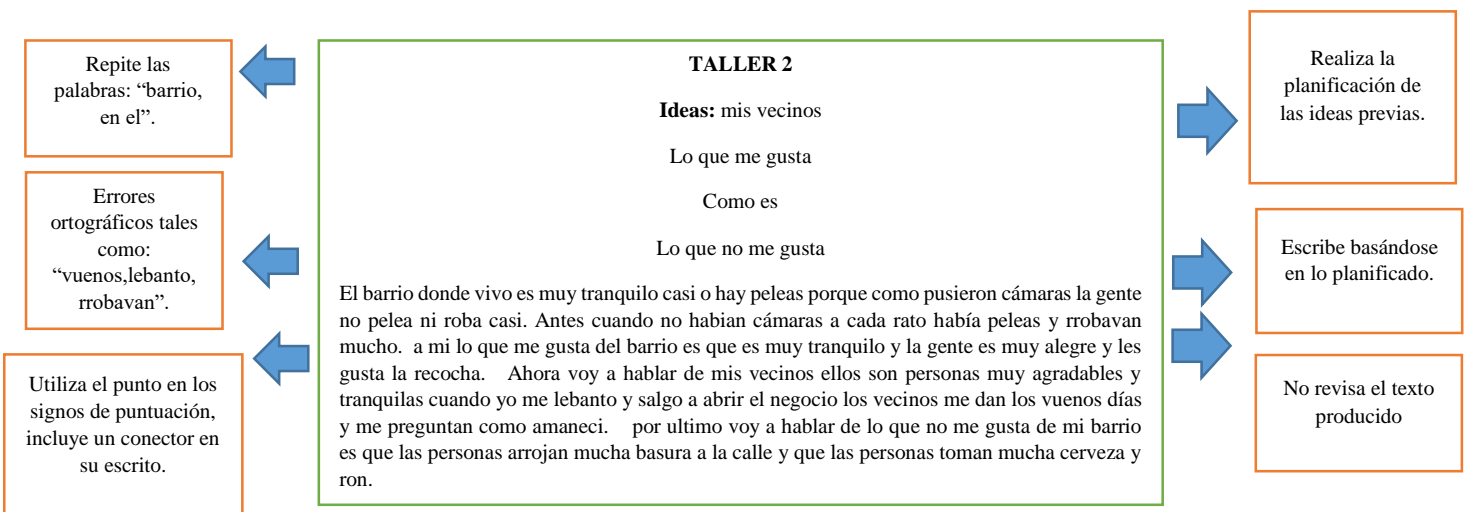 Repite las
palabras: “barrio,
en el”.
Errores
ortográficos tales
como:
“vuenos,lebanto,
rrobavan”.
Utiliza el punto en los
signos de puntuación,
incluye un conector en
su escrito.
TALLER 2
Ideas: mis vecinos
Lo que me gusta
Como es
Lo que no me gusta
El barrio donde vivo es muy tranquilo casi o hay peleas porque como pusieron cámaras la gente
no pelea ni roba casi. Antes cuando no habian cámaras a cada rato había peleas y rrobavan
mucho. a mi lo que me gusta del barrio es que es muy tranquilo y la gente es muy alegre y les
gusta la recocha. Ahora voy a hablar de mis vecinos ellos son personas muy agradables y
tranquilas cuando yo me lebanto y salgo a abrir el negocio los vecinos me dan los vuenos días
y me preguntan como amaneci. por ultimo voy a hablar de lo que no me gusta de mi barrio
es que las personas arrojan mucha basura a la calle y que las personas toman mucha cerveza y
ron.
Realiza la
planificación de
las ideas previas.
Escribe basándose
en lo planificado.
No revisa el texto
producido